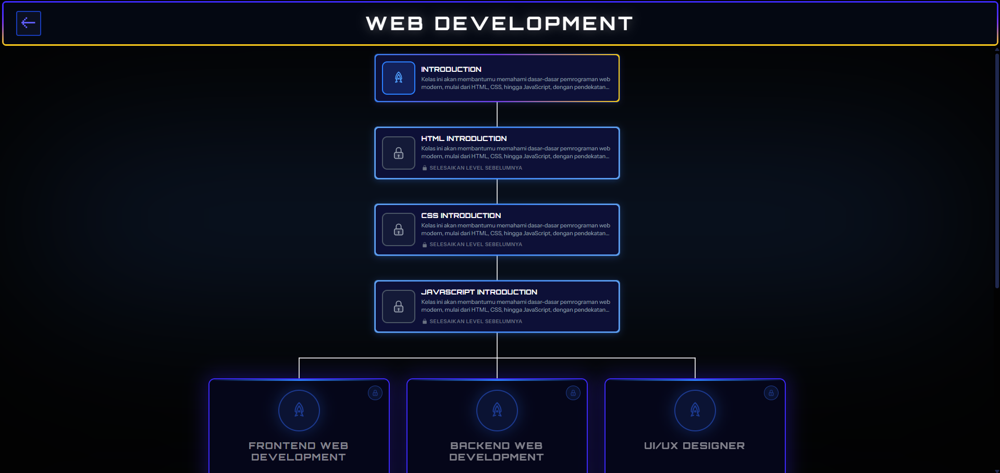 WEB DEVELOPMENT
INTRODUCTION
Kelas ini akan membantumu memahami dasar-dasar pemrograman web
modern, mulai dari HTML, CSS, hingga JavaScript, dengan pendekatan...
HTML INTRODUCTION
Kelas ini akan membantumu memahami dasar-dasar pemrograman web
modern, mulai dari HTML, CSS, hingga JavaScript, dengan pendekatan...
SELESAIKAN LEVEL SEBELUMNYA
CSS INTRODUCTION
Kelas ini akan membantumu memahami dasar-dasar pemrograman web
modern, mulai dari HTML, CSS, hingga JavaScript, dengan pendekatan...
SELESAIKAN LEVEL SEBELUMNYA
JAVASCRIPT INTRODUCTION
Kelas ini akan membantumu memahami dasar-dasar pemrograman web
modern, mulai dari HTML, CSS, hingga JavaScript, dengan pendekatan...
SELESAIKAN LEVEL SEBELUMNYA
FRONTEND WEB
DEVELOPMENT
BACKEND WEB
DEVELOPMENT
UI/UX DESIGNER